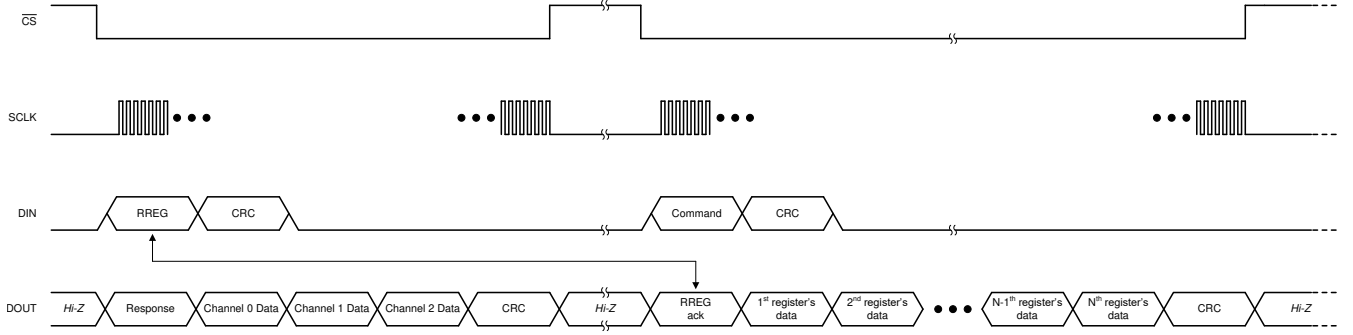 CS
SCLK
DIN
RREG
CRC
Command
CRC
DOUT
Hi-Z
Response
Channel 0 Data
Channel 1 Data
Channel 2 Data
CRC
Hi-Z
RREG
ack
1st register's
data
2nd register's
data
N-1th register's
data
Nth register's
data
CRC
Hi-Z